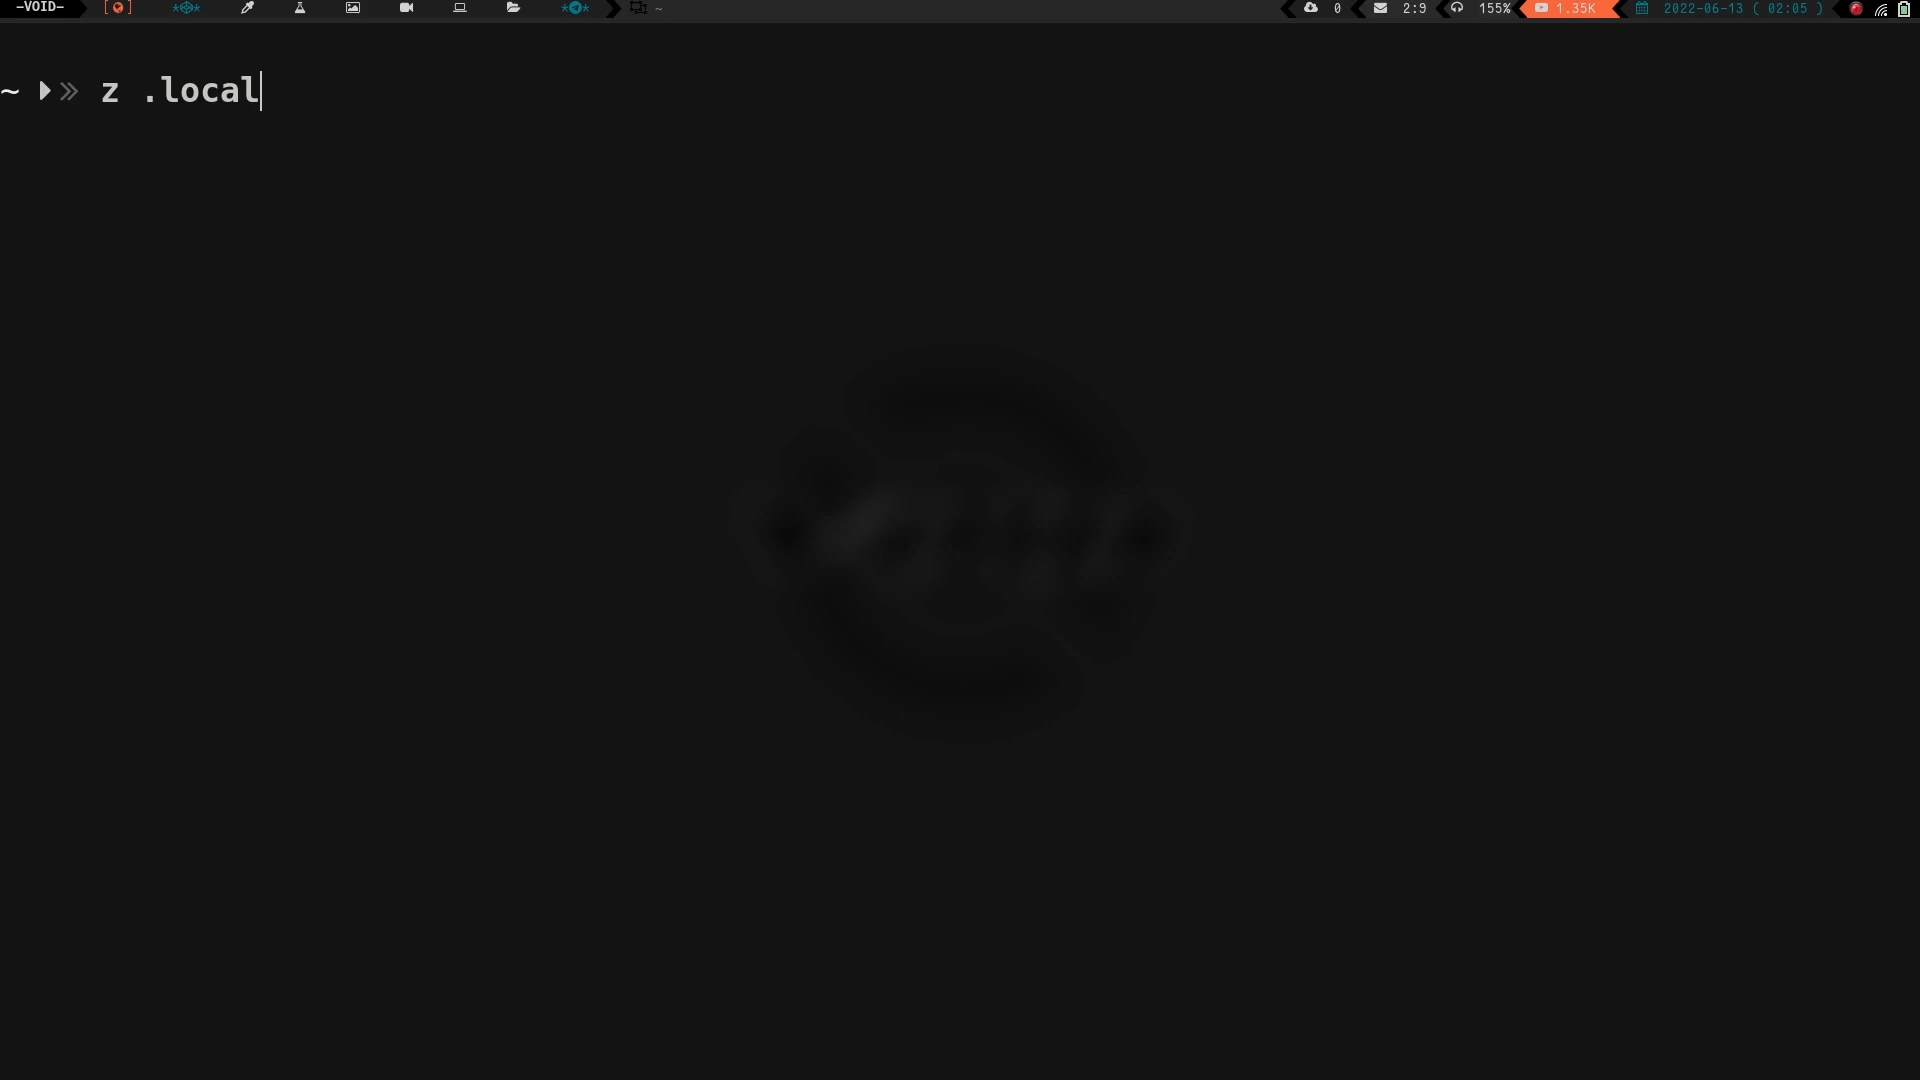 —VOID— [ ] * * * * ~ 0 2:9 155% 1.35K 2022-06-13 ( 02:05 )
~ z .local